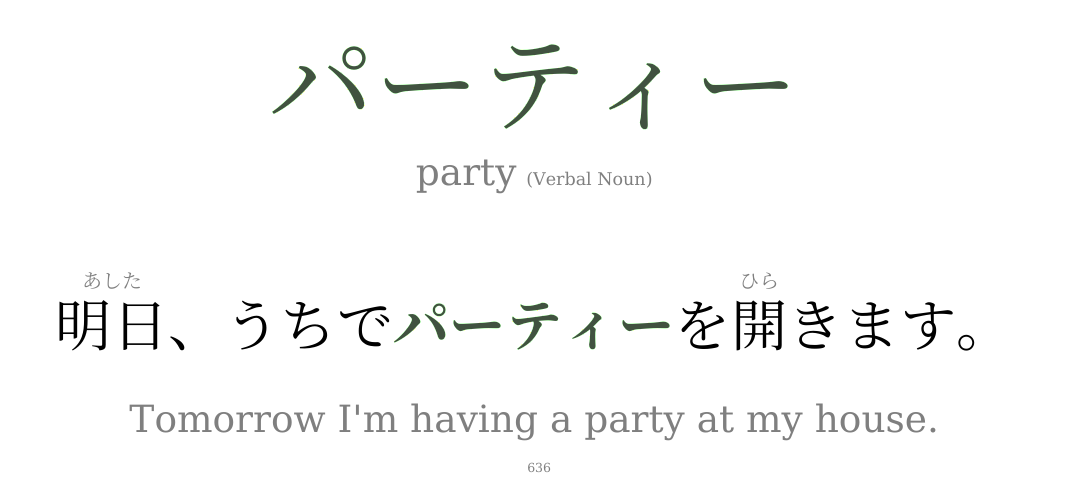 パーティー
party (Verbal Noun)
あした ひら
明日、うちでパーティーを開きます。
Tomorrow I'm having a party at my house.
636